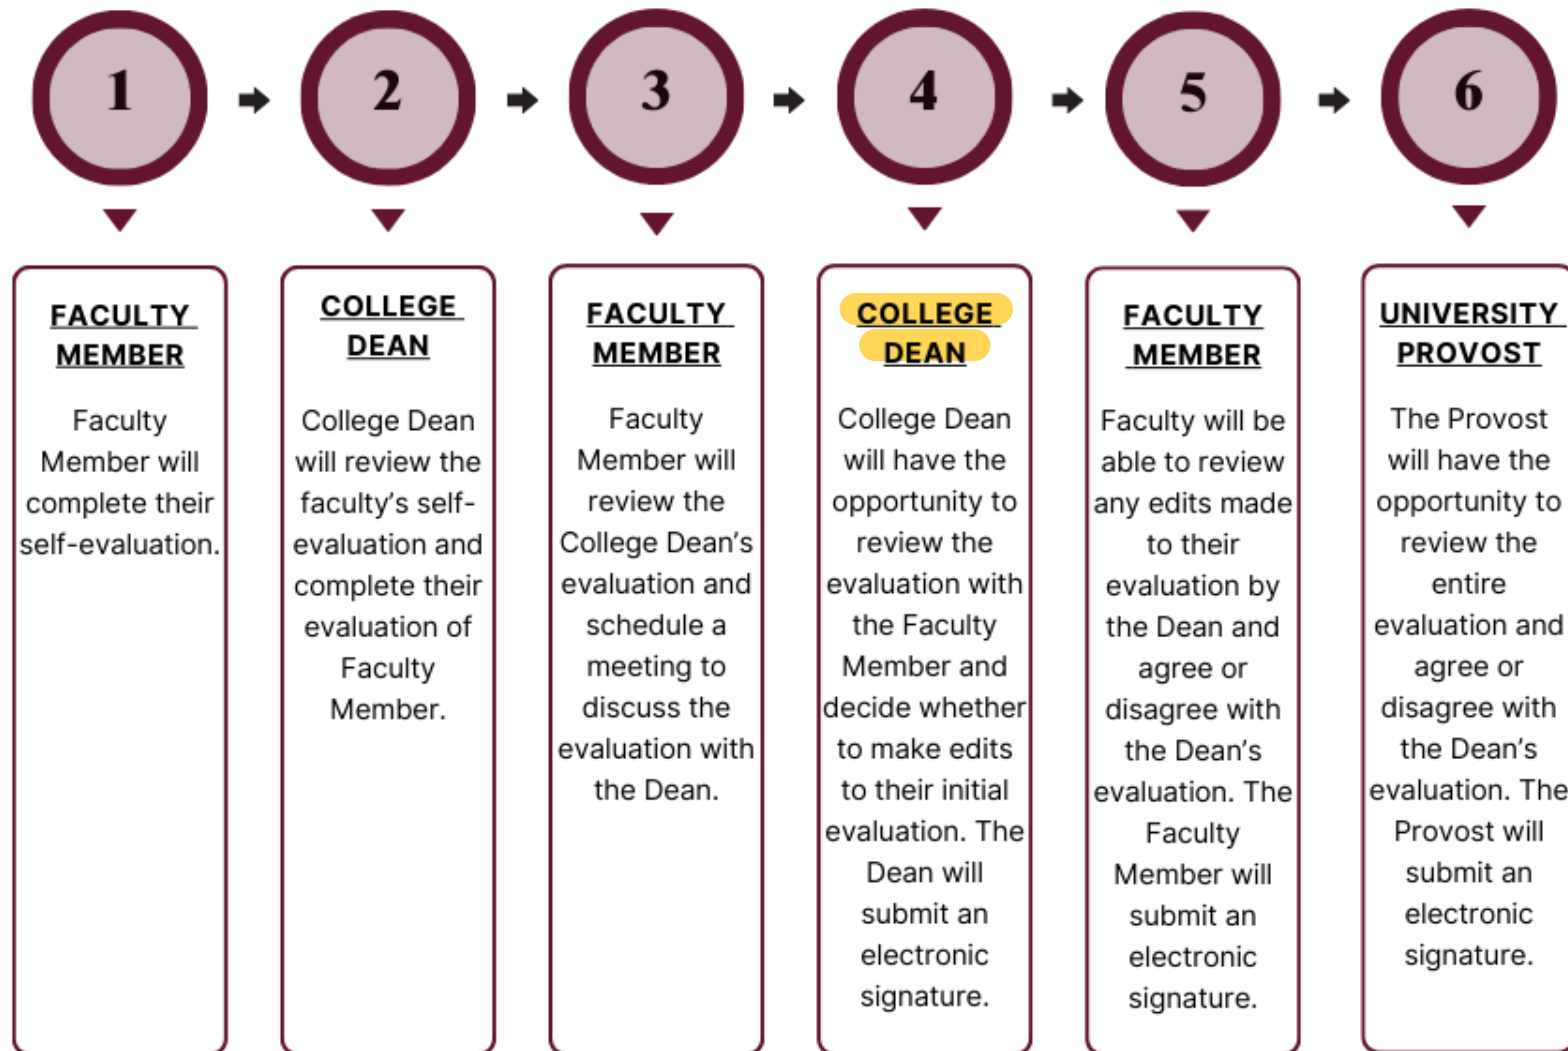 1
2
3
4
5
6
FACULTY
MEMBER
Faculty
Member will
complete their
self-evaluation.
COLLEGE
DEAN
College Dean
will review the
faculty's self-
evaluation and
complete their
evaluation of
Faculty
Member.
FACULTY
MEMBER
Faculty
Member will
review the
College Dean's
evaluation and
schedule a
meeting to
discuss the
evaluation with
the Dean.
COLLEGE
DEAN
College Dean
will have the
opportunity to
review the
evaluation with
the Faculty
Member and
decide whether
to make edits
to their initial
evaluation. The
Dean will
submit an
electronic
signature.
FACULTY
MEMBER
Faculty will be
able to review
any edits made
to their
evaluation by
the Dean and
agree or
disagree with
the Dean's
evaluation. The
Faculty
Member will
submit an
electronic
signature.
UNIVERSITY
PROVOST
The Provost
will have the
opportunity to
review the
entire
evaluation and
agree or
disagree with
the Dean's
evaluation. The
Provost will
submit an
electronic
signature.